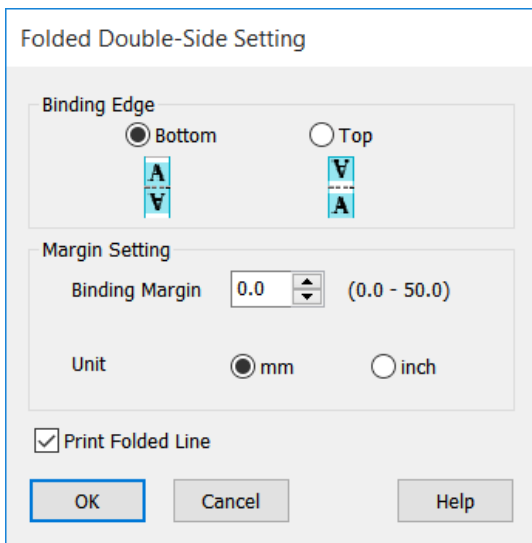 Folded Double-Side Setting
Binding Edge
Bottom Top
A A
A A
Margin Setting
Binding Margin 0.0 (0.0 - 50.0)
Unit mm inch
Print Folded Line
OK Cancel Help